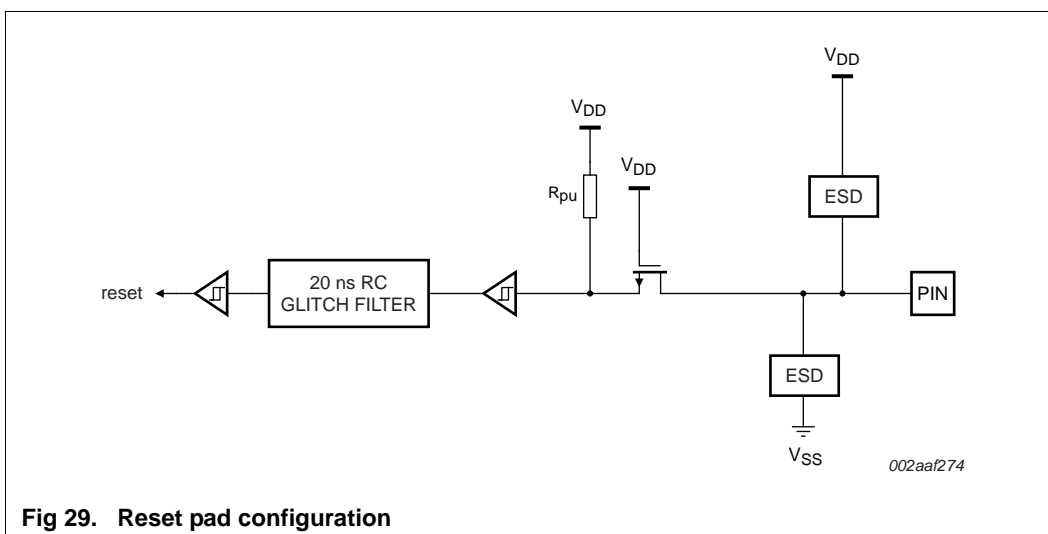 VDD
VDD
VDD
Rpu
ESD
reset
20 ns RC
GLITCH FILTER
PIN
ESD
VSS
002aaf274
Fig 29. Reset pad configuration